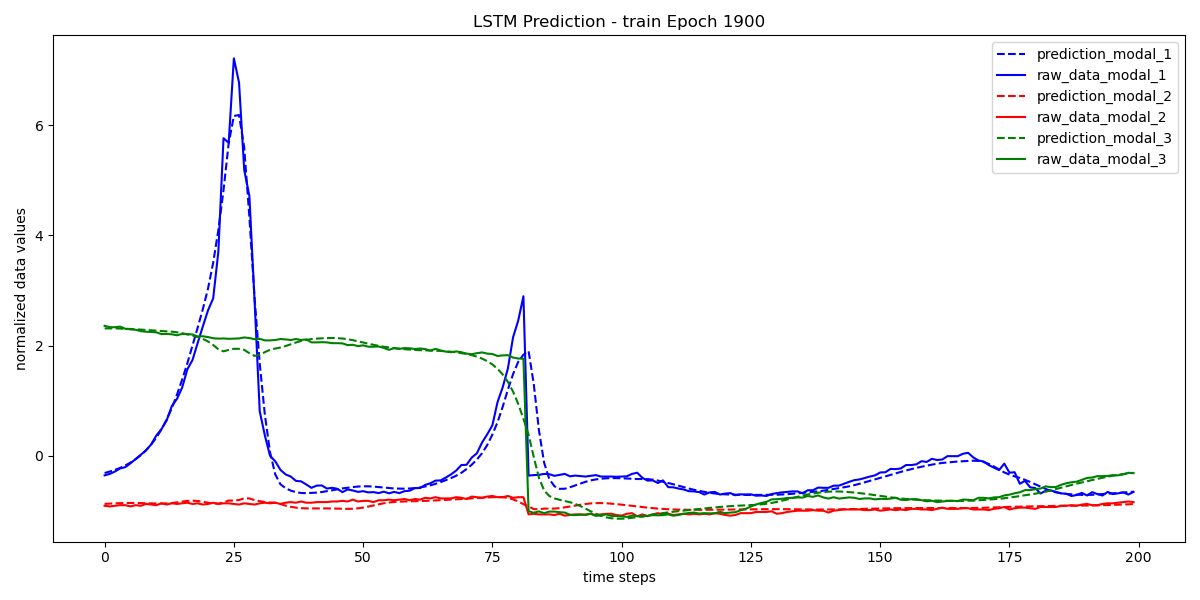 LSTM Prediction - train Epoch 1900
prediction_modal_1
raw_data_modal_1
prediction_modal_2
raw_data_modal_2
prediction_modal_3
raw_data_modal_3
normalized data values
6
4
2
0
0 25 50 75 100 125 150 175 200
time steps